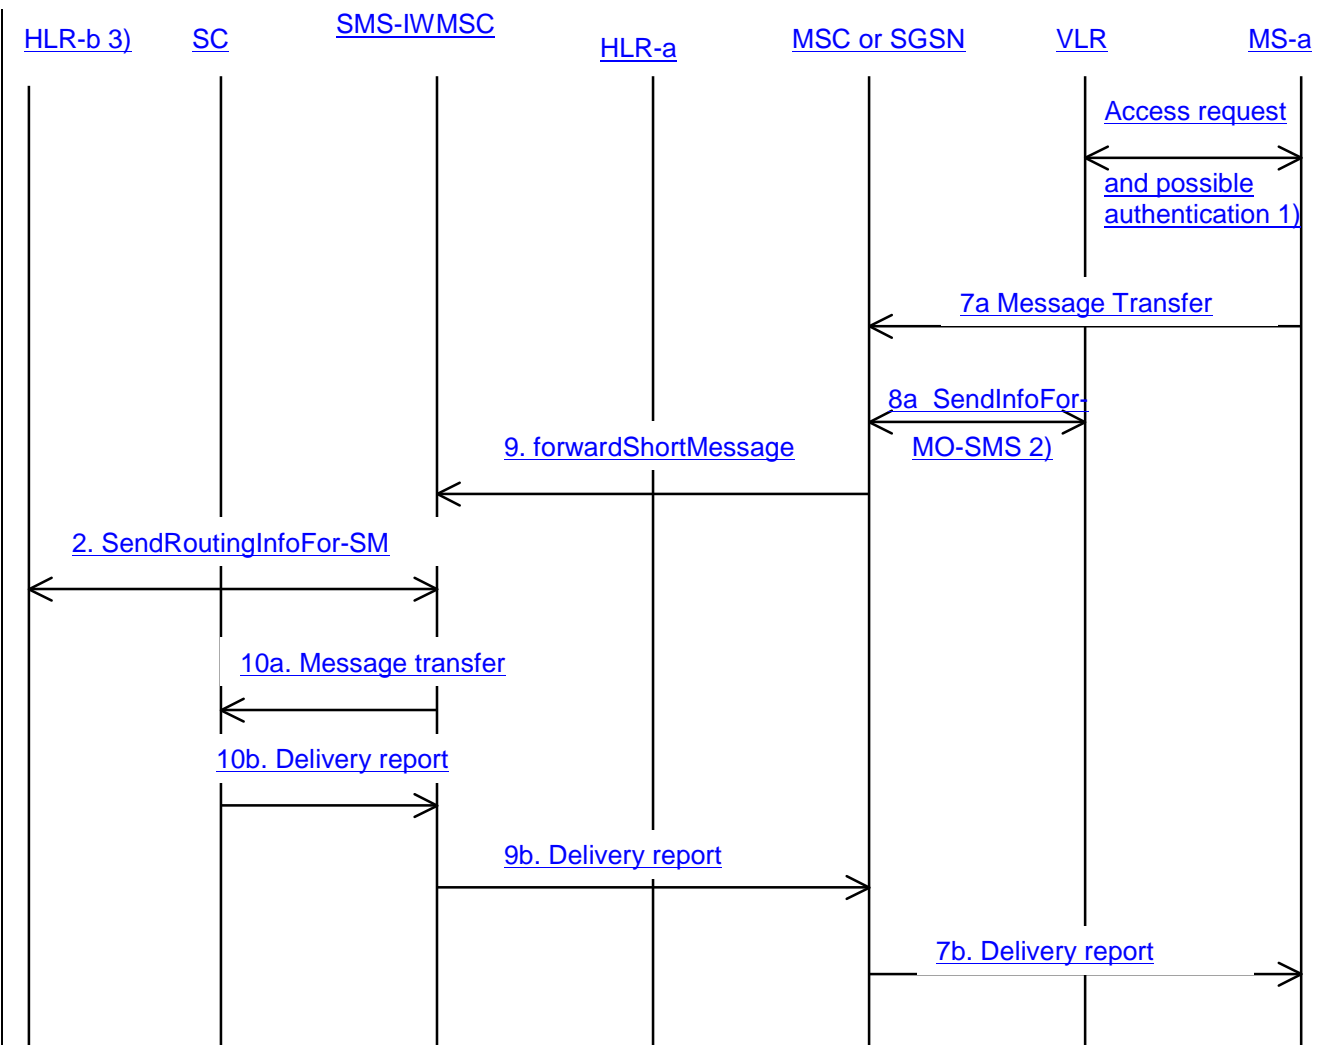 HLR-b 3)
SC
SMS-IWMSC
HLR-a
MSC or SGSN
VLR
MS-a
Access request
and possible
authentication 1)
7a Message Transfer
8a  SendInfoFor-
MO-SMS 2)
9. forwardShortMessage
2. SendRoutingInfoFor-SM
10a. Message transfer
10b. Delivery report
9b. Delivery report
7b. Delivery report